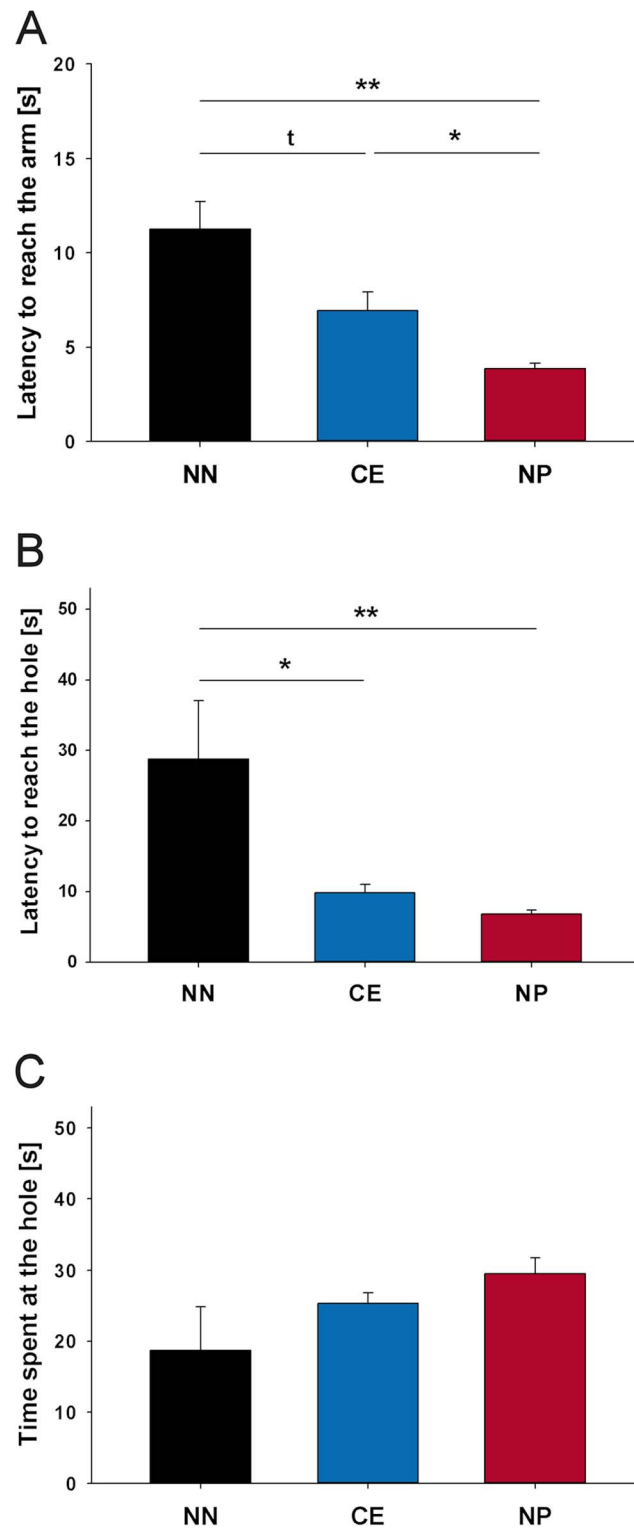 A
Latency to reach the arm [s]
20
15
10
5
0
**
t
*
NN CE NP
B
Latency to reach the hole [s]
50
40
30
20
10
0
**
*
NN CE NP
C
Time spent at the hole [s]
50
40
30
20
10
0
NN CE NP